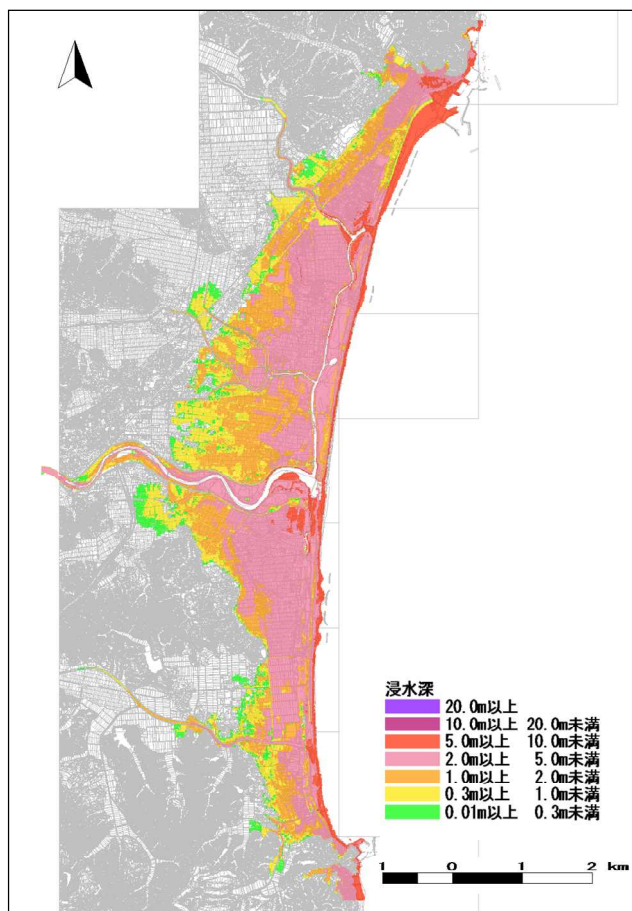 浸水深
20.0m以上
10.0m以上 20.0m未満
5.0m以上 10.0m未満
2.0m以上 5.0m未満
1.0m以上 2.0m未満
0.3m以上 1.0m未満
0.01m以上 0.3m未満
1 0 1 2 km